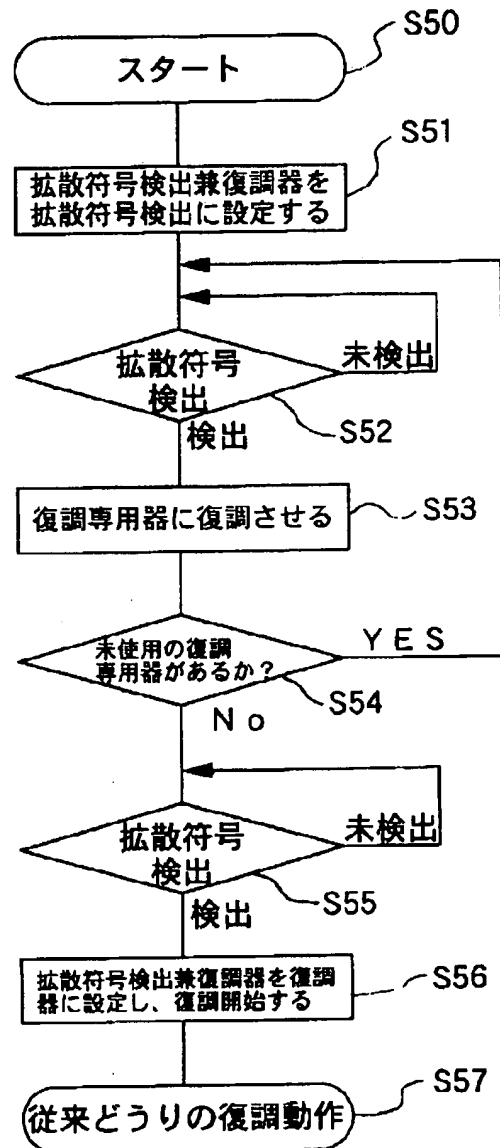 S50
スタート
S51
拡散符号検出兼復調器を
拡散符号検出に設定する
拡散符号
検出
未検出
検出
S52
復調専用器に復調させる
S53
未使用の復調
専用器があるか?
YES
S54
No
拡散符号
検出
未検出
検出
S55
拡散符号検出兼復調器を復調
器に設定し、復調開始する
S56
S57
従来どうりの復調動作